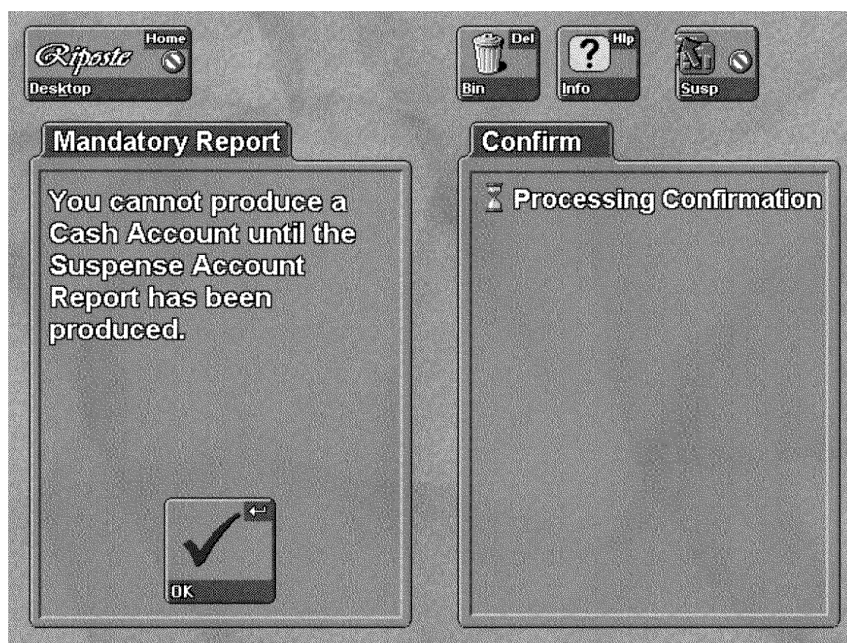 Home
Riposte
Desktop
Del
Bin
Hlp
?
Info
Susp
Mandatory Report
You cannot produce a
Cash Account until the
Suspense Account
Report has been
produced.
OK
Confirm
Processing Confirmation